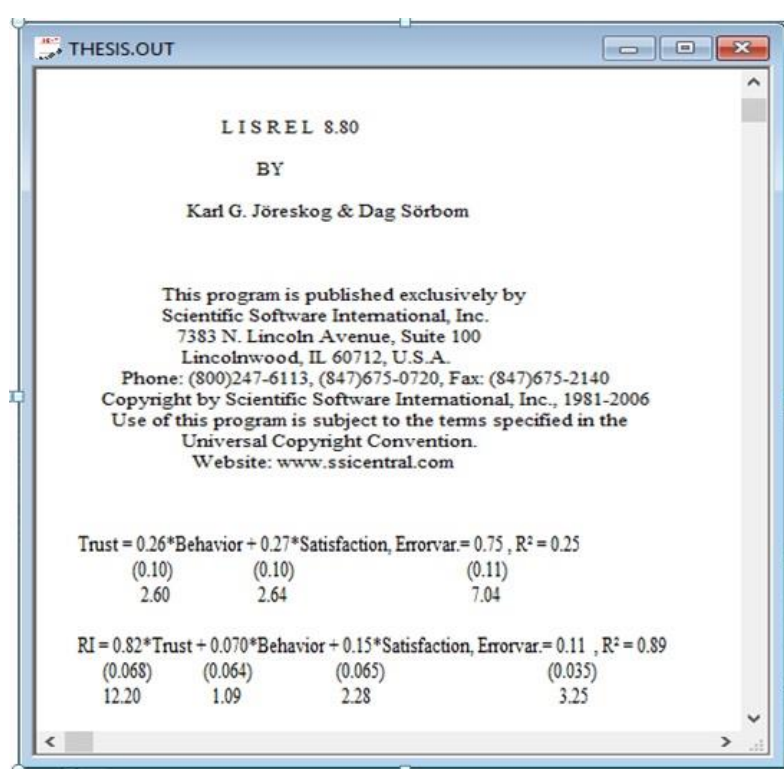 THESIS.OUT
L I S R E L 8.80
BY
Karl G. Jöreskog & Dag Sörbom
This program is published exclusively by
Scientific Software International, Inc.
7383 N. Lincoln Avenue, Suite 100
Lincolnwood, IL 60712, U.S.A.
Phone: (800)247-6113, (847)675-0720, Fax: (847)675-2140
Copyright by Scientific Software International, Inc., 1981-2006
Use of this program is subject to the terms specified in the
Universal Copyright Convention.
Website: www.ssicentral.com
Trust = 0.26*Behavior + 0.27*Satisfaction, Errorvar.= 0.75 , R² = 0.25
(0.10) (0.10) (0.11)
2.60 2.64 7.04
RI = 0.82*Trust + 0.070*Behavior + 0.15*Satisfaction, Errorvar.= 0.11 , R² = 0.89
(0.068) (0.064) (0.065) (0.035)
12.20 1.09 2.28 3.25